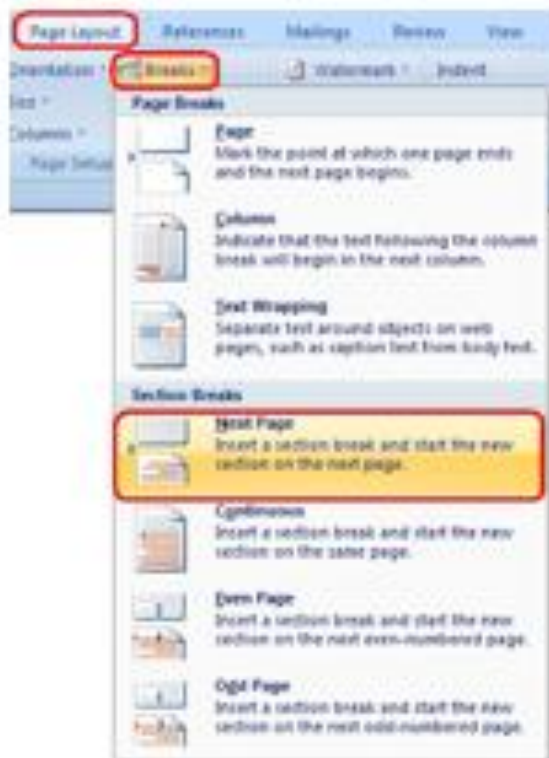 Page Layout References Mailings Review View
Orientation Breaks Watermark Indent
Size
Columns
Page Setup
Page Breaks
Page
Mark the point at which one page ends
and the next page begins.
Column
Indicate that the text following the column
break will begin in the next column.
Text Wrapping
Separate text around objects on web
pages, such as caption text from body text.
Section Breaks
Next Page
Insert a section break and start the new
section on the next page.
Continuous
Insert a section break and start the new
section on the same page.
Even Page
Insert a section break and start the new
section on the next even-numbered page.
Odd Page
Insert a section break and start the new
section on the next odd-numbered page.